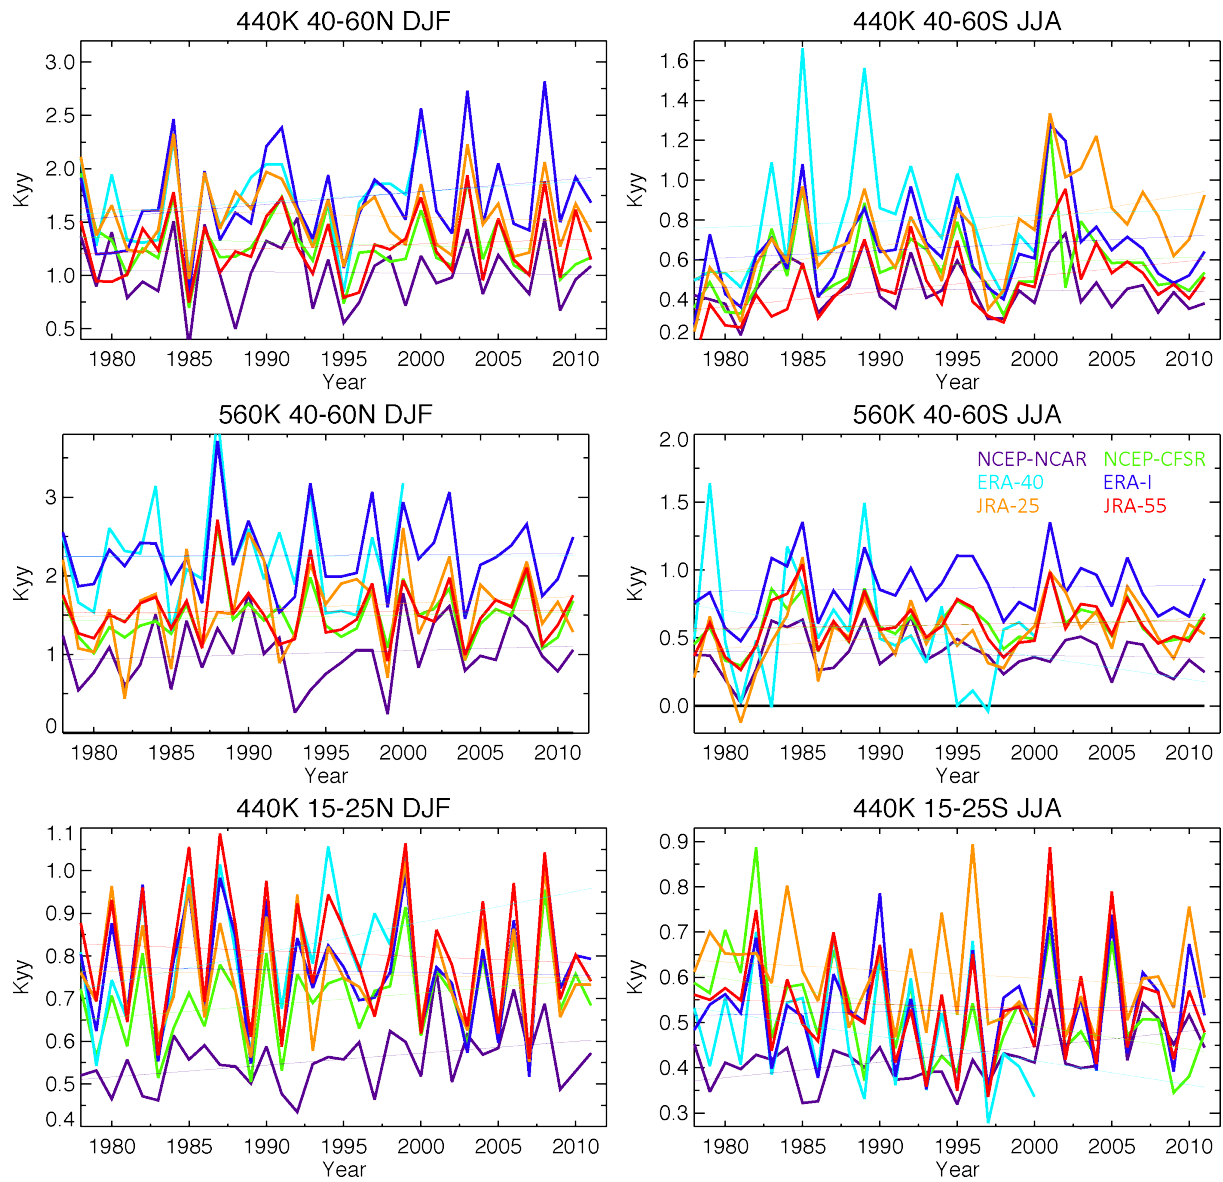 440K 40-60N DJF
3.0
2.5
2.0
1.5
1.0
0.5
Kyy
1980 1985 1990 1995 2000 2005 2010
Year
440K 40-60S JJA
1.6
1.4
1.2
1.0
0.8
0.6
0.4
0.2
Kyy
1980 1985 1990 1995 2000 2005 2010
Year
560K 40-60N DJF
3
2
1
0
Kyy
1980 1985 1990 1995 2000 2005 2010
Year
560K 40-60S JJA
2.0
1.5
1.0
0.5
0.0
Kyy
NCEP-NCAR NCEP-CFSR
ERA-40 ERA-I
JRA-25 JRA-55
1980 1985 1990 1995 2000 2005 2010
Year
440K 15-25N DJF
1.1
1.0
0.9
0.8
0.7
0.6
0.5
0.4
Kyy
1980 1985 1990 1995 2000 2005 2010
Year
440K 15-25S JJA
0.9
0.8
0.7
0.6
0.5
0.4
0.3
Kyy
1980 1985 1990 1995 2000 2005 2010
Year